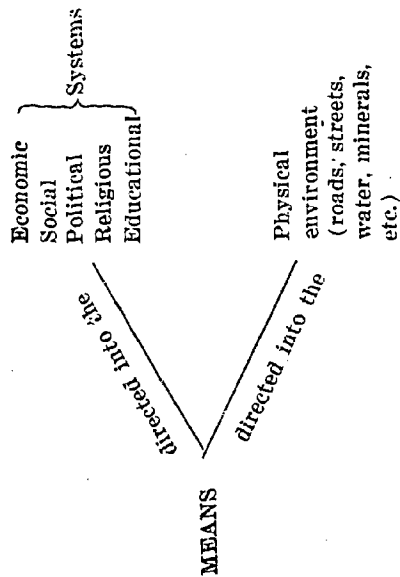 MEANS
directed into the
Economic
Social
Political
Religious
Educational
Systems
directed into the
Physical
environment
(roads, streets,
water, minerals,
etc.)